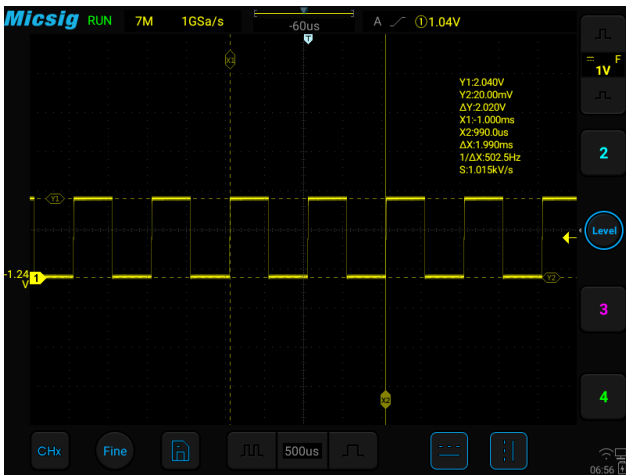 Micsig RUN 7M 1GSa/s -60us A ①1.04V
T
X1
F
1V
Y1:2.040V
Y2:20.00mV
ΔY:2.020V
X1:-1.000ms
X2:990.0us
ΔX:1.990ms
1/ΔX:502.5Hz
S:1.015kV/s
2
Y1
Level
-1.24
V
1
Y2
3
X2
4
CHx Fine 500us
06:56